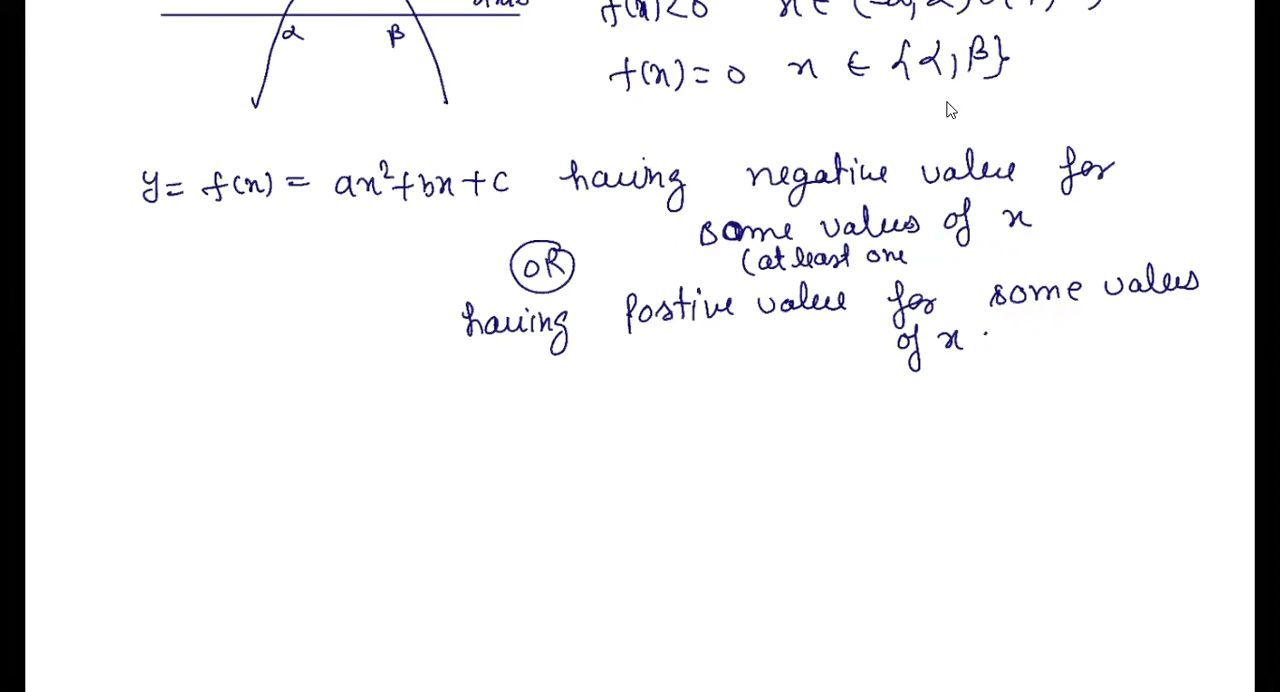 α β
f(x)<0 x ∈
f(x) = 0 x ∈ {α, β}
y = f(x) = ax²+bx+c having negative value for
some values of x
(at least one
OR
having postive value for some values
of x .